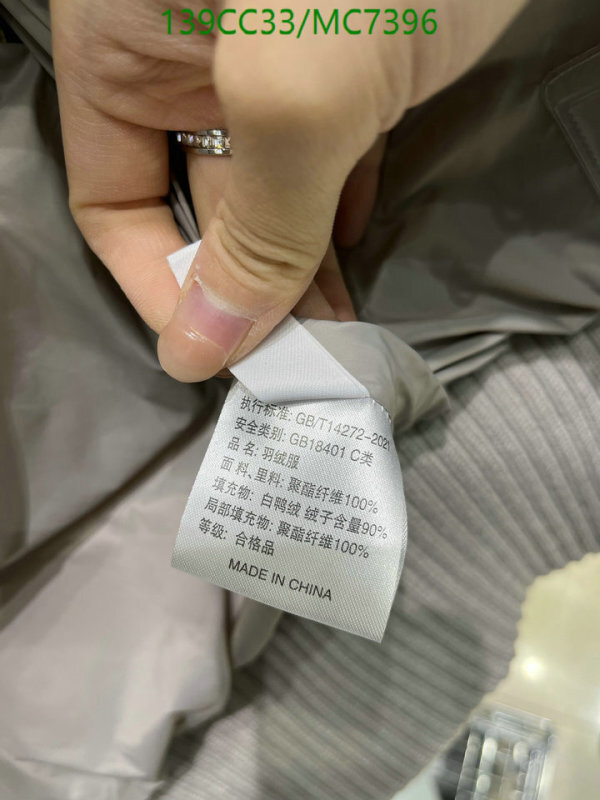 139CC33/MC7396
执行标准: GB/T14272-2021
安全类别: GB18401 C类
品名: 羽绒服
面料、里料: 聚酯纤维100%
填充物: 白鸭绒 绒子含量90%
局部填充物: 聚酯纤维100%
等级: 合格品
MADE IN CHINA